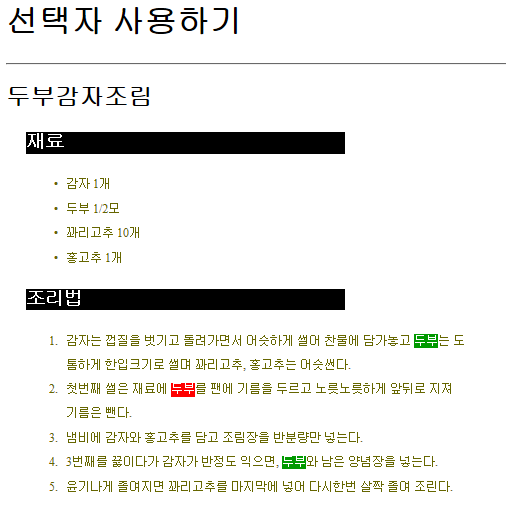 선택자 사용하기
두부감자조림
재료
• 감자 1개
• 두부 1/2모
• 꽈리고추 10개
• 홍고추 1개
조리법
1. 감자는 껍질을 벗기고 돌려가면서 어슷하게 썰어 찬물에 담가놓고 두부는 도
톰하게 한입크기로 썰며 꽈리고추, 홍고추는 어슷썬다.
2. 첫번째 썰은 재료에 두부를 팬에 기름을 두르고 노릇노릇하게 앞뒤로 지져
기름은 뺀다.
3. 냄비에 감자와 홍고추를 담고 조림장을 반분량만 넣는다.
4. 3번째를 끓이다가 감자가 반정도 익으면, 두부와 남은 양념장을 넣는다.
5. 윤기나게 졸여지면 꽈리고추를 마지막에 넣어 다시한번 살짝 졸여 조린다.